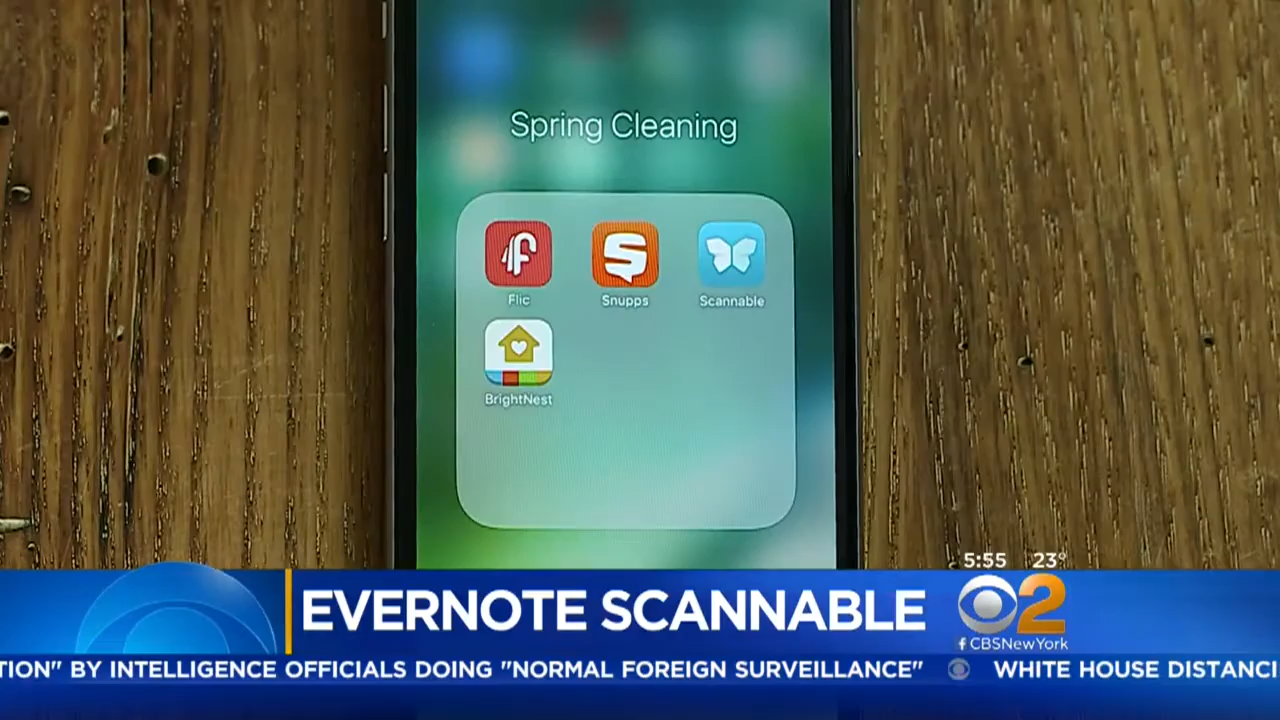 Spring Cleaning
Flic
Snupps
Scannable
BrightNest
5:55 23°
EVERNOTE SCANNABLE
2
f CBSNewYork
TION" BY INTELLIGENCE OFFICIALS DOING "NORMAL FOREIGN SURVEILLANCE" WHITE HOUSE DISTANCI